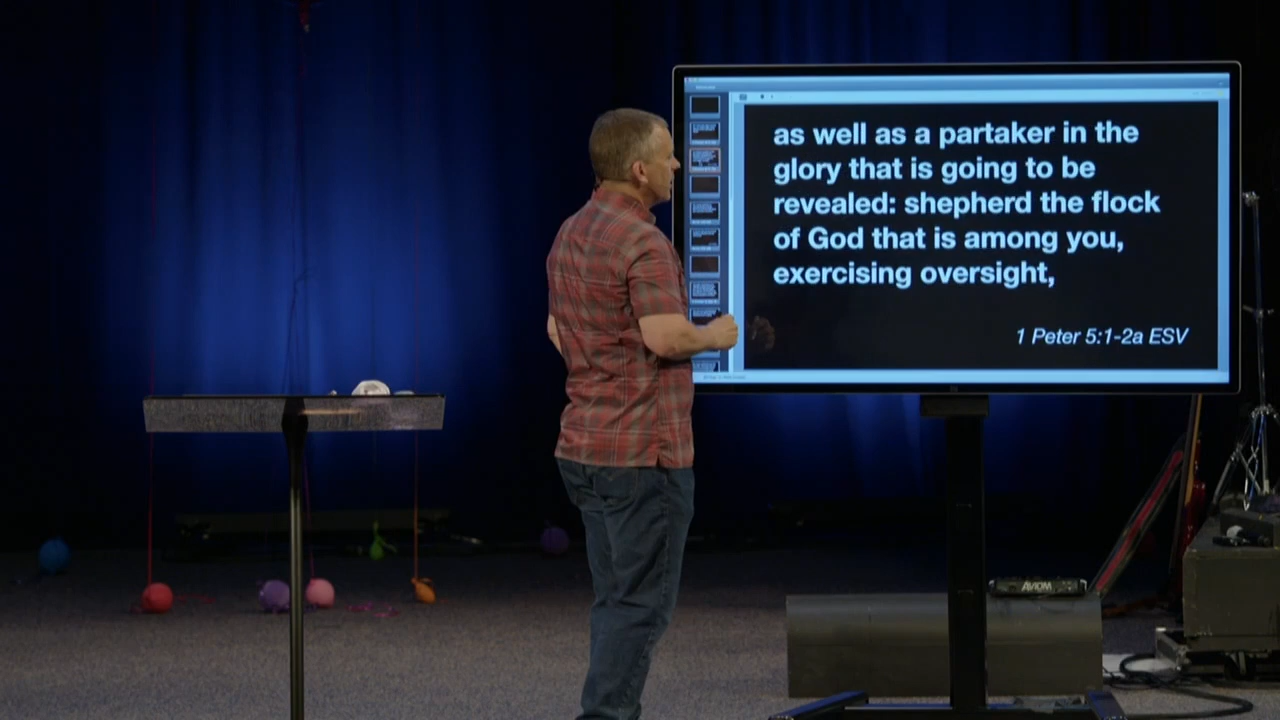 as well as a partaker in the
glory that is going to be
revealed: shepherd the flock
of God that is among you,
exercising oversight,
1 Peter 5:1-2a ESV
AVIOM